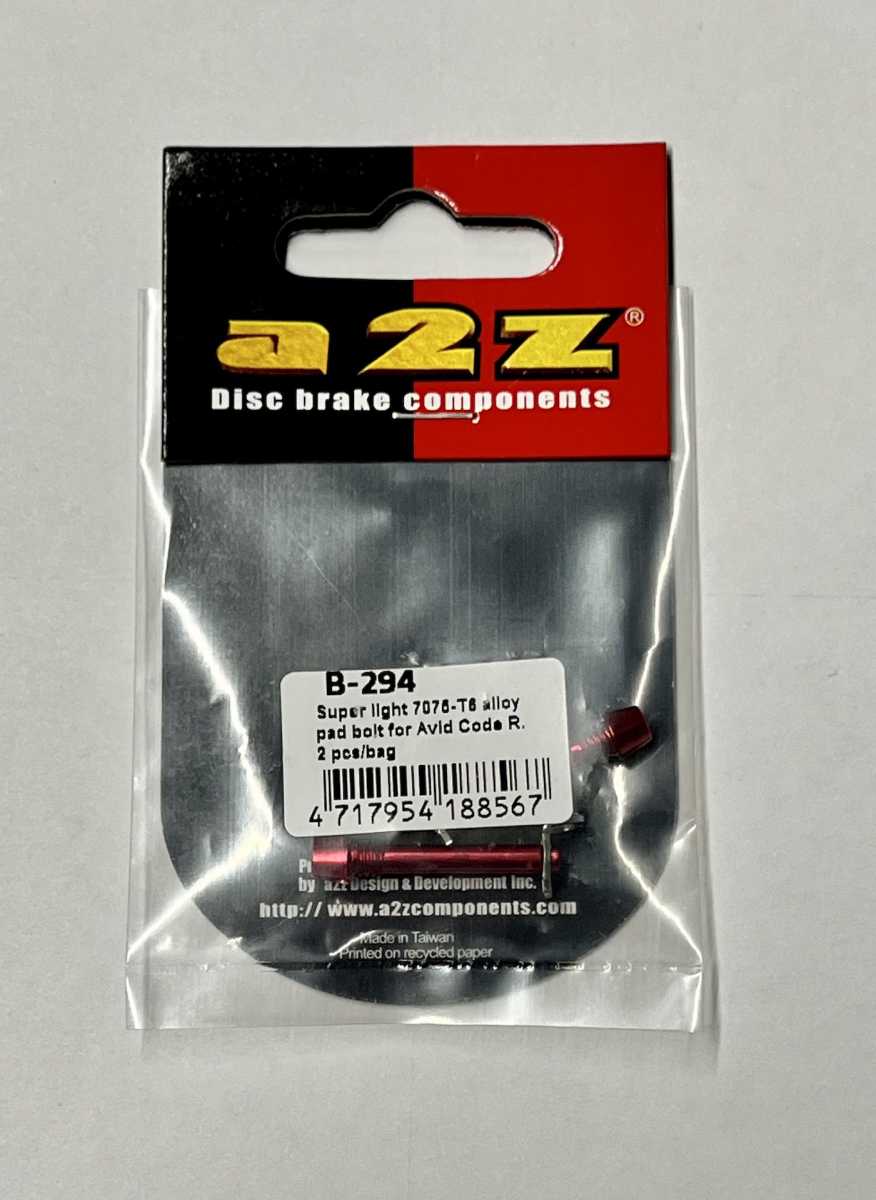 a2z®
Disc brake components
B-294
Super light 7075-T6 alloy
pad bolt for Avid Code R.
2 pcs/bag
4 717954 188567
by a2z Design & Development Inc.
http:// www.a2zcomponents.com
Made in Taiwan
Printed on recycled paper